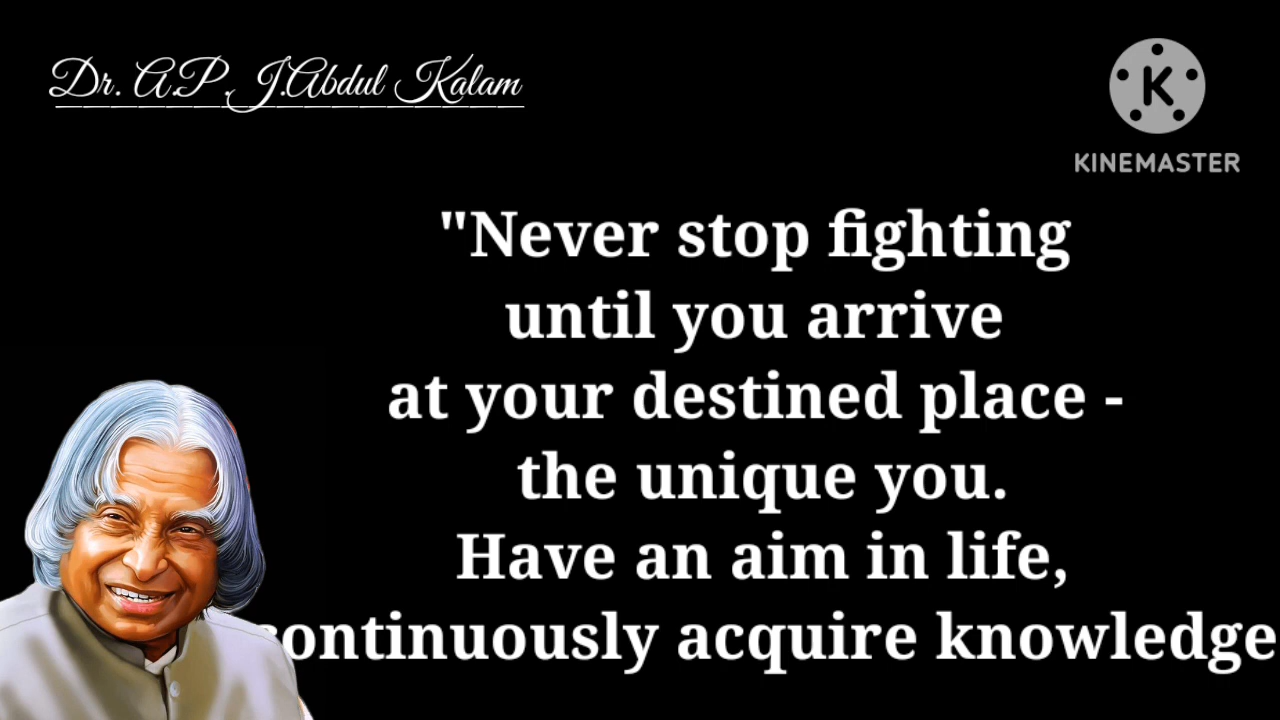 Dr. A.P.J.Abdul Kalam
K
KINEMASTER
"Never stop fighting
until you arrive
at your destined place -
the unique you.
Have an aim in life,
continuously acquire knowledge